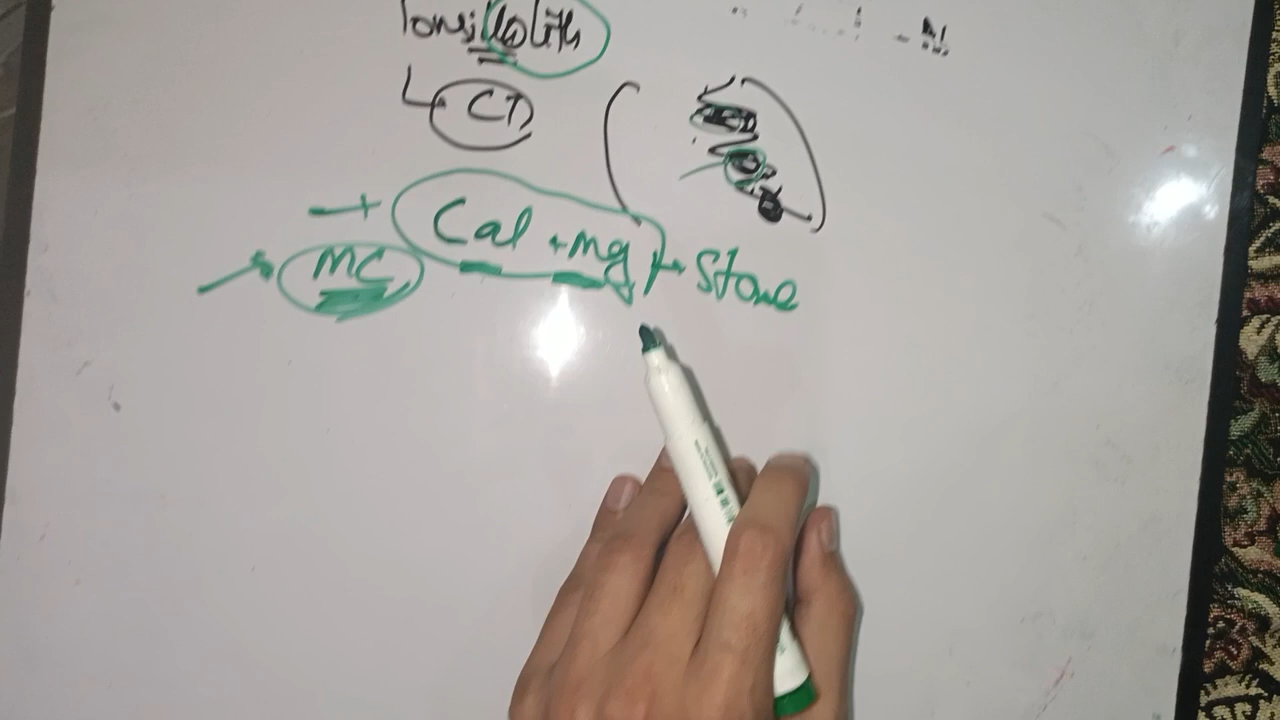 Tonsillolith
CT
Cal + mg → Stone
MC